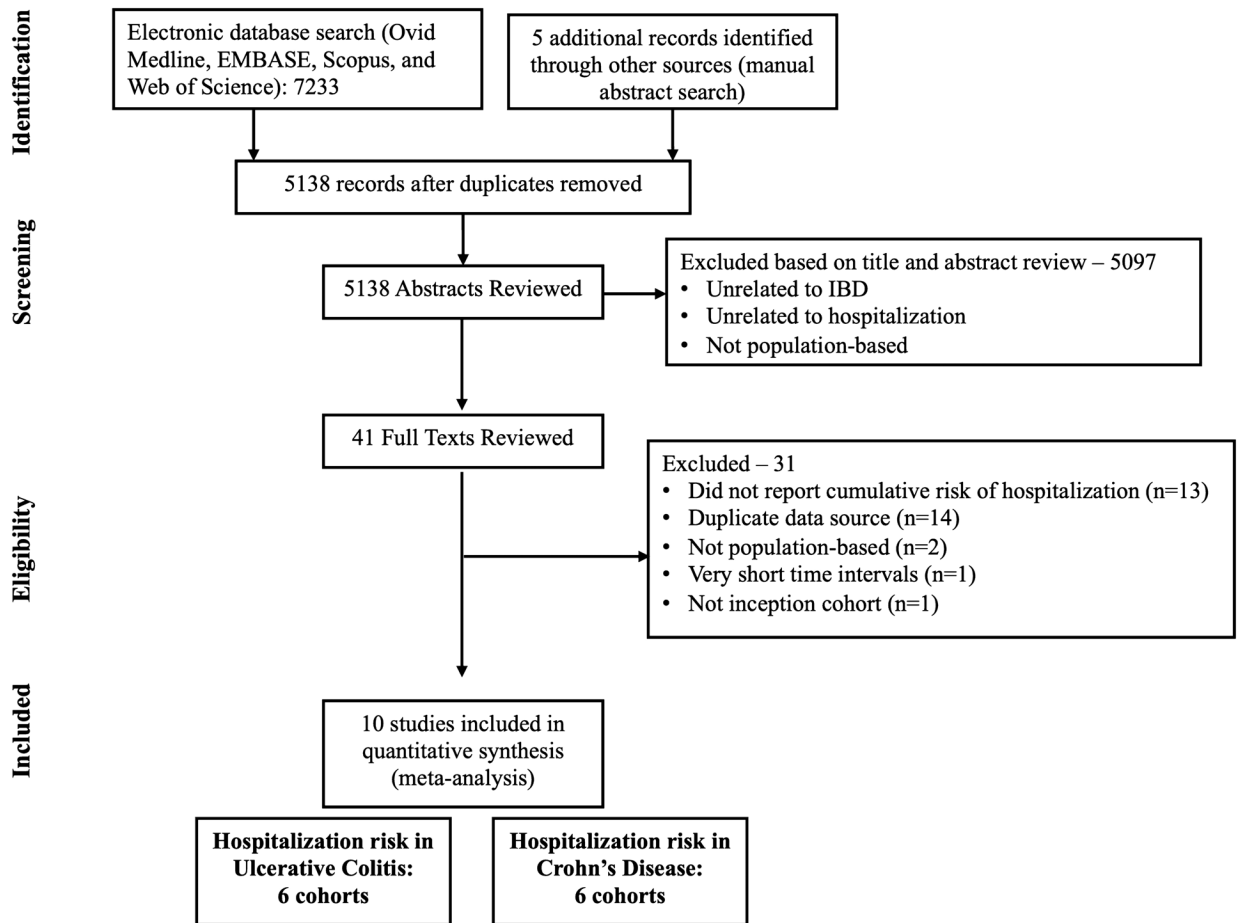 Identification
Electronic database search (Ovid
Medline, EMBASE, Scopus, and
Web of Science): 7233
5 additional records identified
through other sources (manual
abstract search)
5138 records after duplicates removed
Screening
5138 Abstracts Reviewed
Excluded based on title and abstract review – 5097
• Unrelated to IBD
• Unrelated to hospitalization
• Not population-based
41 Full Texts Reviewed
Eligibility
Excluded – 31
• Did not report cumulative risk of hospitalization (n=13)
• Duplicate data source (n=14)
• Not population-based (n=2)
• Very short time intervals (n=1)
• Not inception cohort (n=1)
Included
10 studies included in
quantitative synthesis
(meta-analysis)
Hospitalization risk in
Ulcerative Colitis:
6 cohorts
Hospitalization risk in
Crohn’s Disease:
6 cohorts